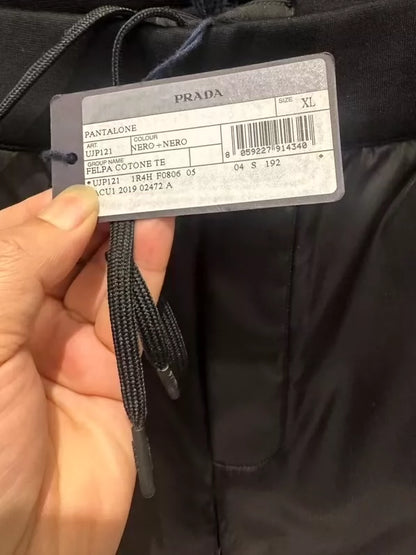 PRADA
SIZE XL
PANTALONE
ART. COLOUR
UJP121 NERO+NERO
GROUP NAME
FELPA COTONE TE
8 059227 914340
*UJP121 1R4H F0806 05 04 S 192
ACU1 2019 02472 A